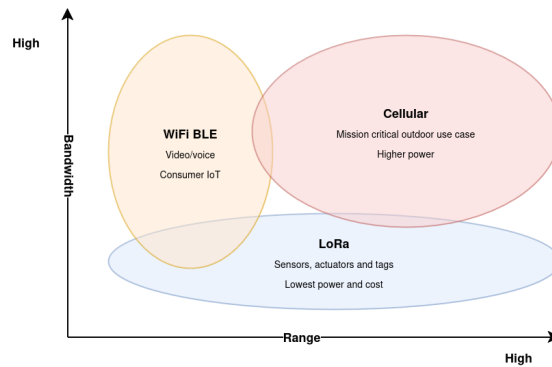 High
Bandwidth
WiFi BLE
Video/voice
Consumer IoT
Cellular
Mission critical outdoor use case
Higher power
LoRa
Sensors, actuators and tags
Lowest power and cost
Range
High